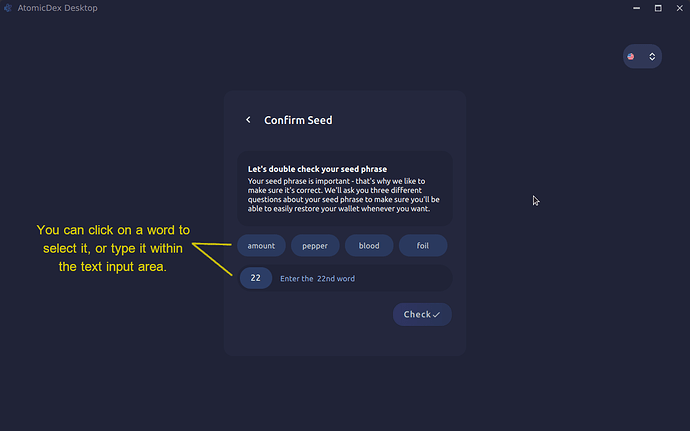 AtomicDex Desktop
Confirm Seed
Let's double check your seed phrase
Your seed phrase is important - that's why we like to
make sure it's correct. We'll ask you three different
questions about your seed phrase to make sure you'll be
able to easily restore your wallet whenever you want.
You can click on a word to
select it, or type it within
the text input area.
amount pepper blood foil
22 Enter the 22nd word
Check